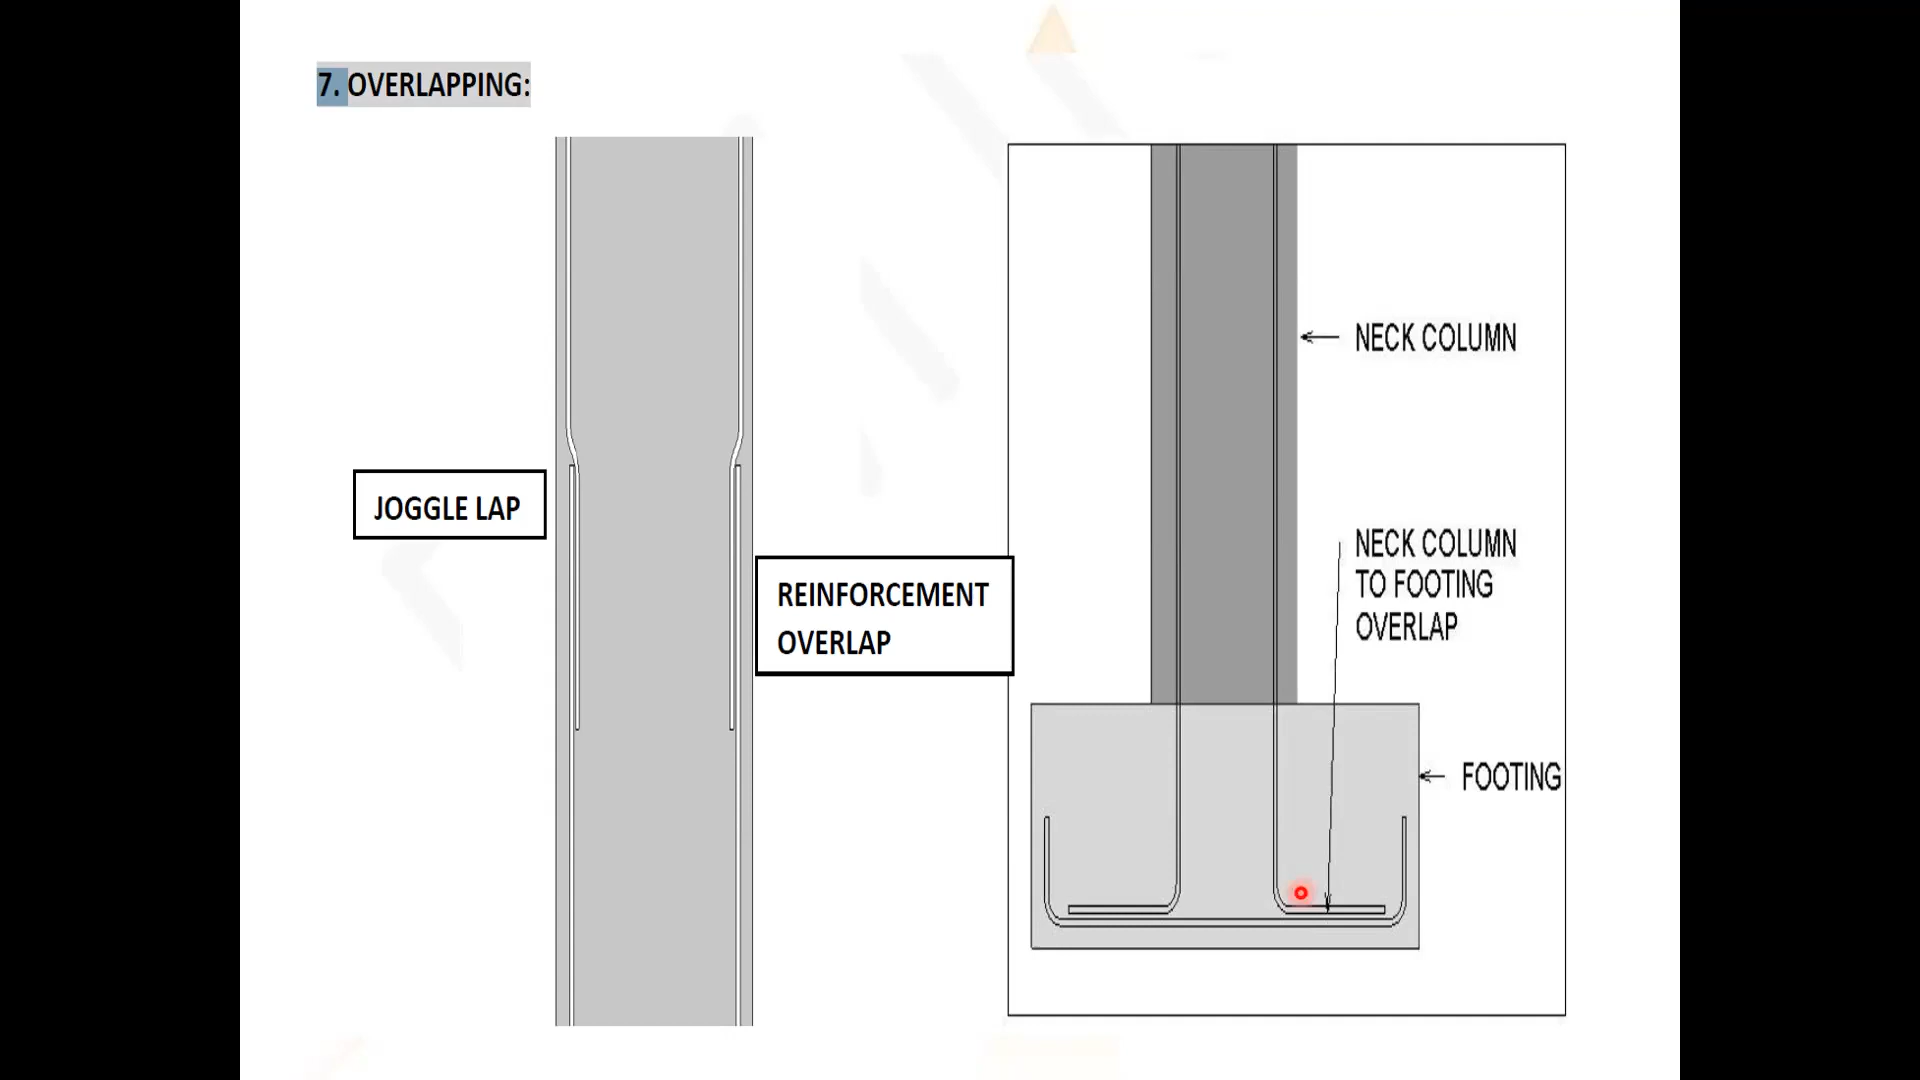 7. OVERLAPPING:
JOGGLE LAP
REINFORCEMENT
OVERLAP
NECK COLUMN
NECK COLUMN
TO FOOTING
OVERLAP
FOOTING